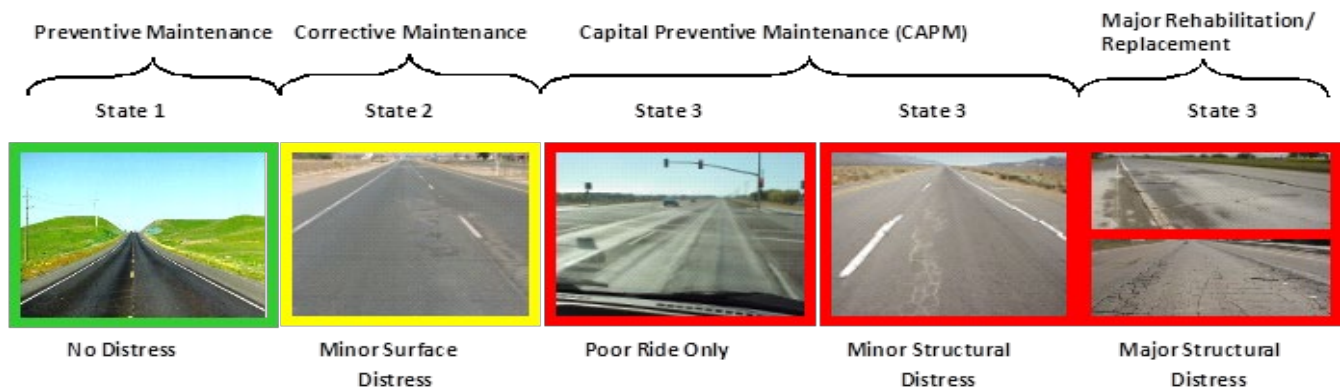 Preventive Maintenance
Corrective Maintenance
Capital Preventive Maintenance (CAPM)
Major Rehabilitation/
Replacement
State 1
State 2
State 3
State 3
State 3
No Distress
Minor Surface
Distress
Poor Ride Only
Minor Structural
Distress
Major Structural
Distress